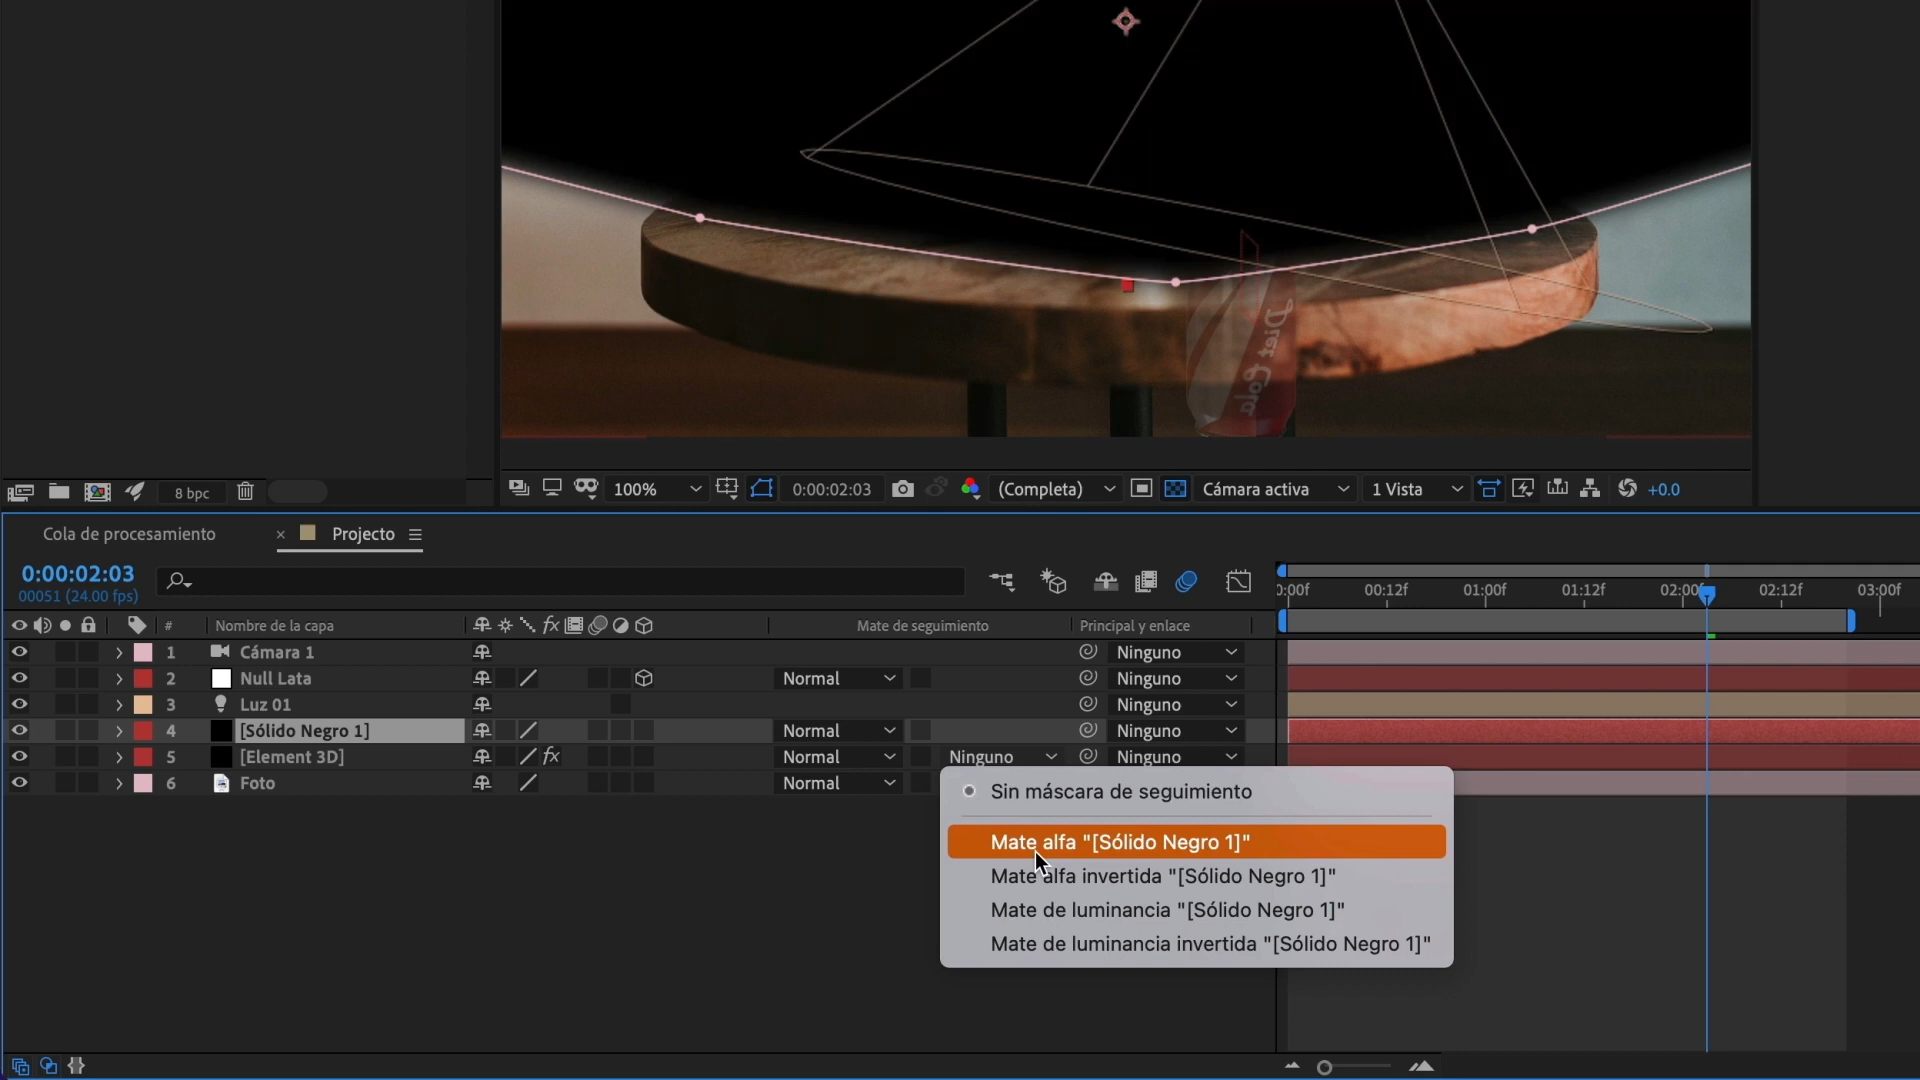 Diet Cola
8 bpc
100%
0:00:02:03
(Completa)
Cámara activa
1 Vista
+0.0
Cola de procesamiento
× Projecto
0:00:02:03
00051 (24.00 fps)
:00f 00:12f 01:00f 01:12f 02:00f 02:12f 03:00f
# Nombre de la capa fx Mate de seguimiento Principal y enlace
1 Cámara 1 Ninguno
2 Null Lata Normal Ninguno
3 Luz 01 Ninguno
4 [Sólido Negro 1] Normal Ninguno
5 [Element 3D] fx Normal Ninguno Ninguno
6 Foto Normal
Sin máscara de seguimiento
Mate alfa "[Sólido Negro 1]"
Mate alfa invertida "[Sólido Negro 1]"
Mate de luminancia "[Sólido Negro 1]"
Mate de luminancia invertida "[Sólido Negro 1]"